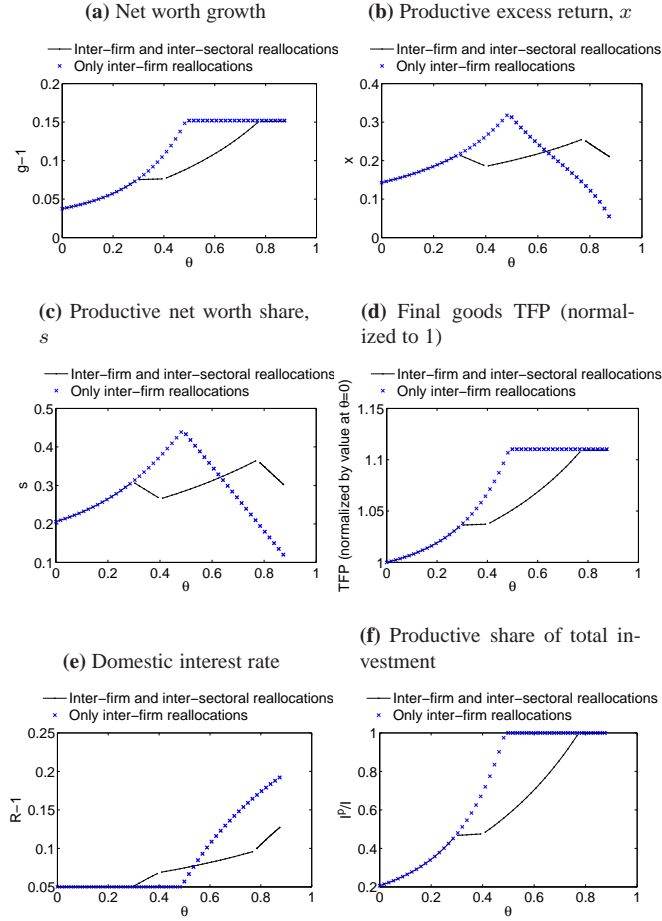 (a) Net worth growth
(b) Productive excess return, x
Inter−firm and inter−sectoral reallocations
Only inter−firm reallocations
0.2
0.15
0.1
0.05
0
g−1
0 0.2 0.4 0.6 0.8 1
θ
Inter−firm and inter−sectoral reallocations
Only inter−firm reallocations
0.4
0.3
0.2
0.1
0
x
0 0.2 0.4 0.6 0.8 1
θ
(c) Productive net worth share,
s
(d) Final goods TFP (normal-
ized to 1)
Inter−firm and inter−sectoral reallocations
Only inter−firm reallocations
0.5
0.4
0.3
0.2
0.1
s
0 0.2 0.4 0.6 0.8 1
θ
Inter−firm and inter−sectoral reallocations
Only inter−firm reallocations
1.15
1.1
1.05
1
TFP (normalized by value at θ=0)
0 0.2 0.4 0.6 0.8 1
θ
(e) Domestic interest rate
(f) Productive share of total in-
vestment
Inter−firm and inter−sectoral reallocations
Only inter−firm reallocations
0.25
0.2
0.15
0.1
0.05
R−1
0 0.2 0.4 0.6 0.8 1
θ
Inter−firm and inter−sectoral reallocations
Only inter−firm reallocations
1
0.8
0.6
0.4
0.2
Iᵖ/I
0 0.2 0.4 0.6 0.8 1
θ